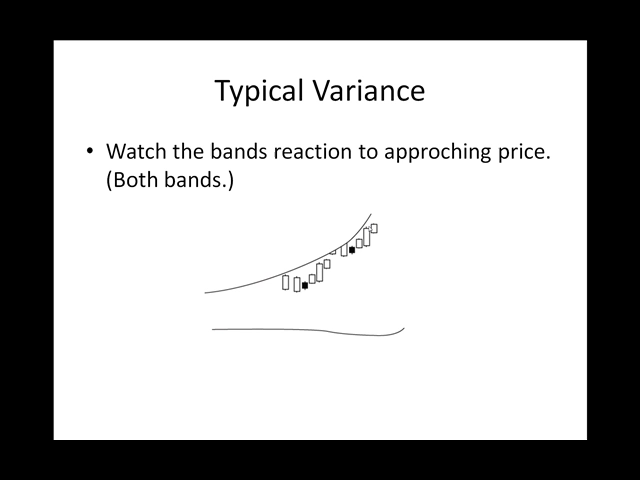 Typical Variance
• Watch the bands reaction to approching price.
(Both bands.)